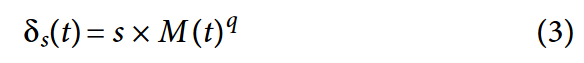 δₛ(t) = s × M(t)^q (3)